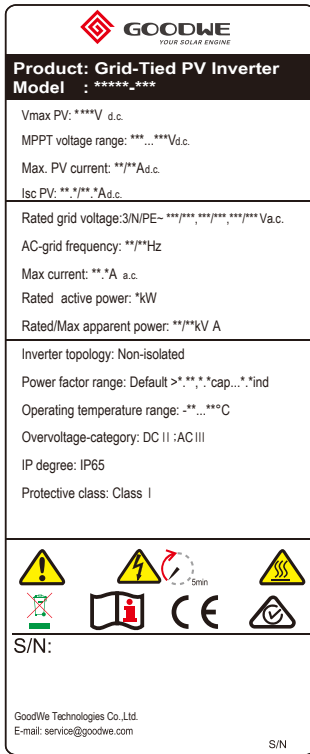 GOODWE
YOUR SOLAR ENGINE
Product: Grid-Tied PV Inverter
Model : *****-***
Vmax PV: ****V d.c.
MPPT voltage range: ***...***Vd.c.
Max. PV current: **/**Ad.c.
Isc PV: **.*/**.*Ad.c.
Rated grid voltage:3/N/PE~ ***/***,***/***,***/***Va.c.
AC-grid frequency: **/**Hz
Max current: **.*A a.c.
Rated active power: *kW
Rated/Max apparent power: **/**kV A
Inverter topology: Non-isolated
Power factor range: Default >*.**,*.*cap...*.*ind
Operating temperature range: -**...**°C
Overvoltage-category: DC II :AC III
IP degree: IP65
Protective class: Class I
5min
CE
S/N:
GoodWe Technologies Co.,Ltd.
E-mail: service@goodwe.com
S/N